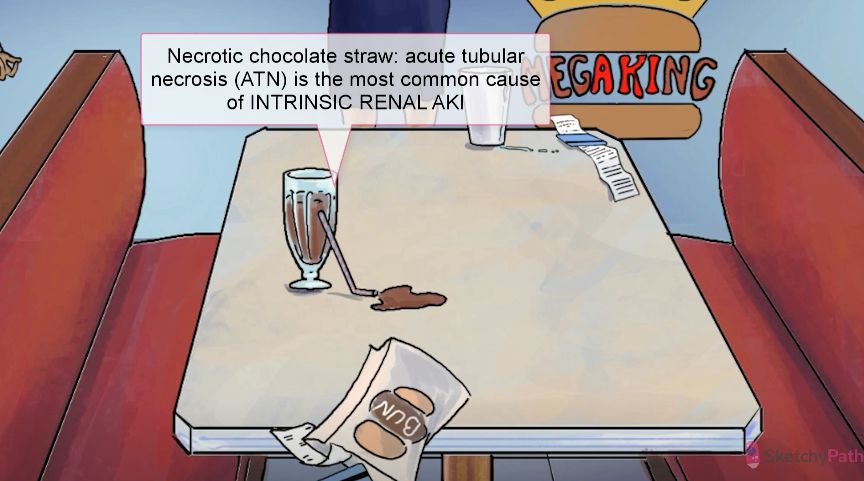 Necrotic chocolate straw: acute tubular
necrosis (ATN) is the most common cause
of INTRINSIC RENAL AKI
MEGAKING
BUN
SketchyPath